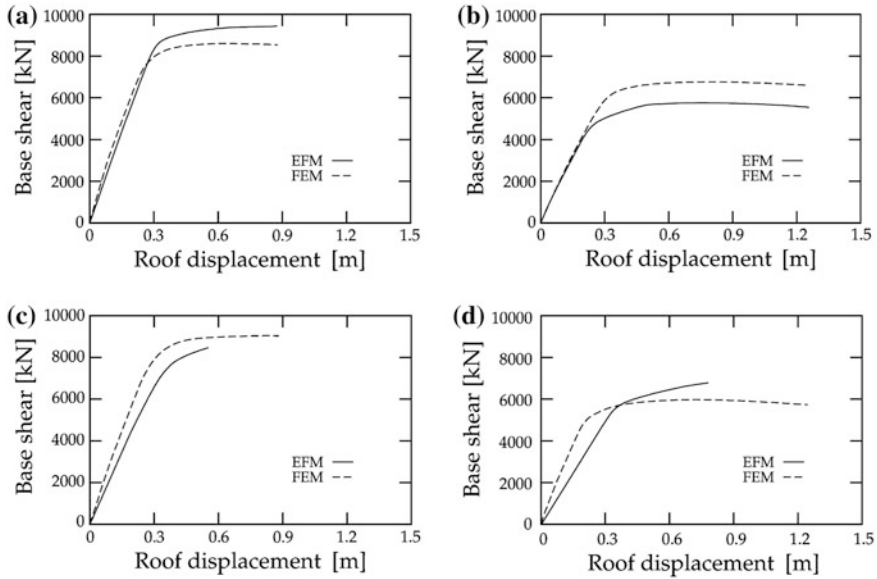 (a)
10000
8000
6000
4000
2000
0
Base shear [kN]
EFM
FEM
0 0.3 0.6 0.9 1.2 1.5
Roof displacement [m]
(b)
10000
8000
6000
4000
2000
0
Base shear [kN]
EFM
FEM
0 0.3 0.6 0.9 1.2 1.5
Roof displacement [m]
(c)
10000
8000
6000
4000
2000
0
Base shear [kN]
EFM
FEM
0 0.3 0.6 0.9 1.2 1.5
Roof displacement [m]
(d)
10000
8000
6000
4000
2000
0
Base shear [kN]
EFM
FEM
0 0.3 0.6 0.9 1.2 1.5
Roof displacement [m]